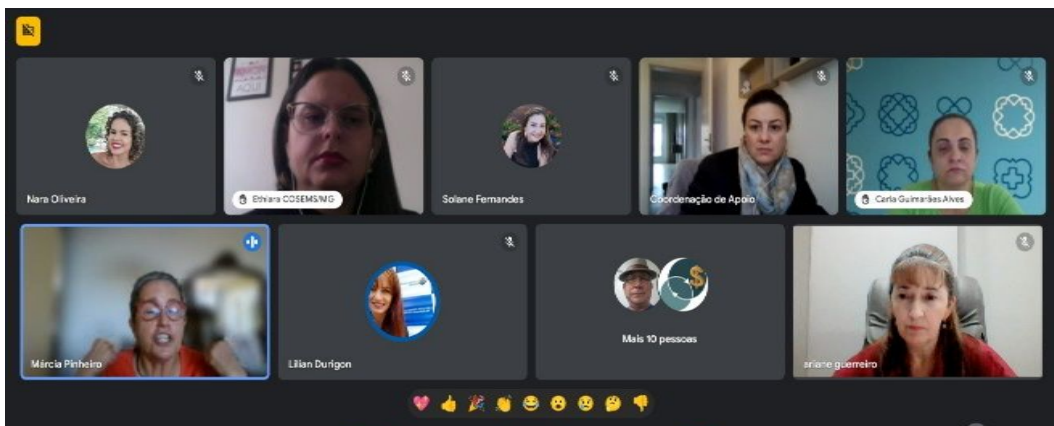 AQUI
Nara Oliveira
Ethiara COSEMS/MG
Solane Fernandes
Coordenação de Apoio
Carla Guimarães Alves
Márcia Pinheiro
Lilian Durigon
Mais 10 pessoas
ariane guerreiro